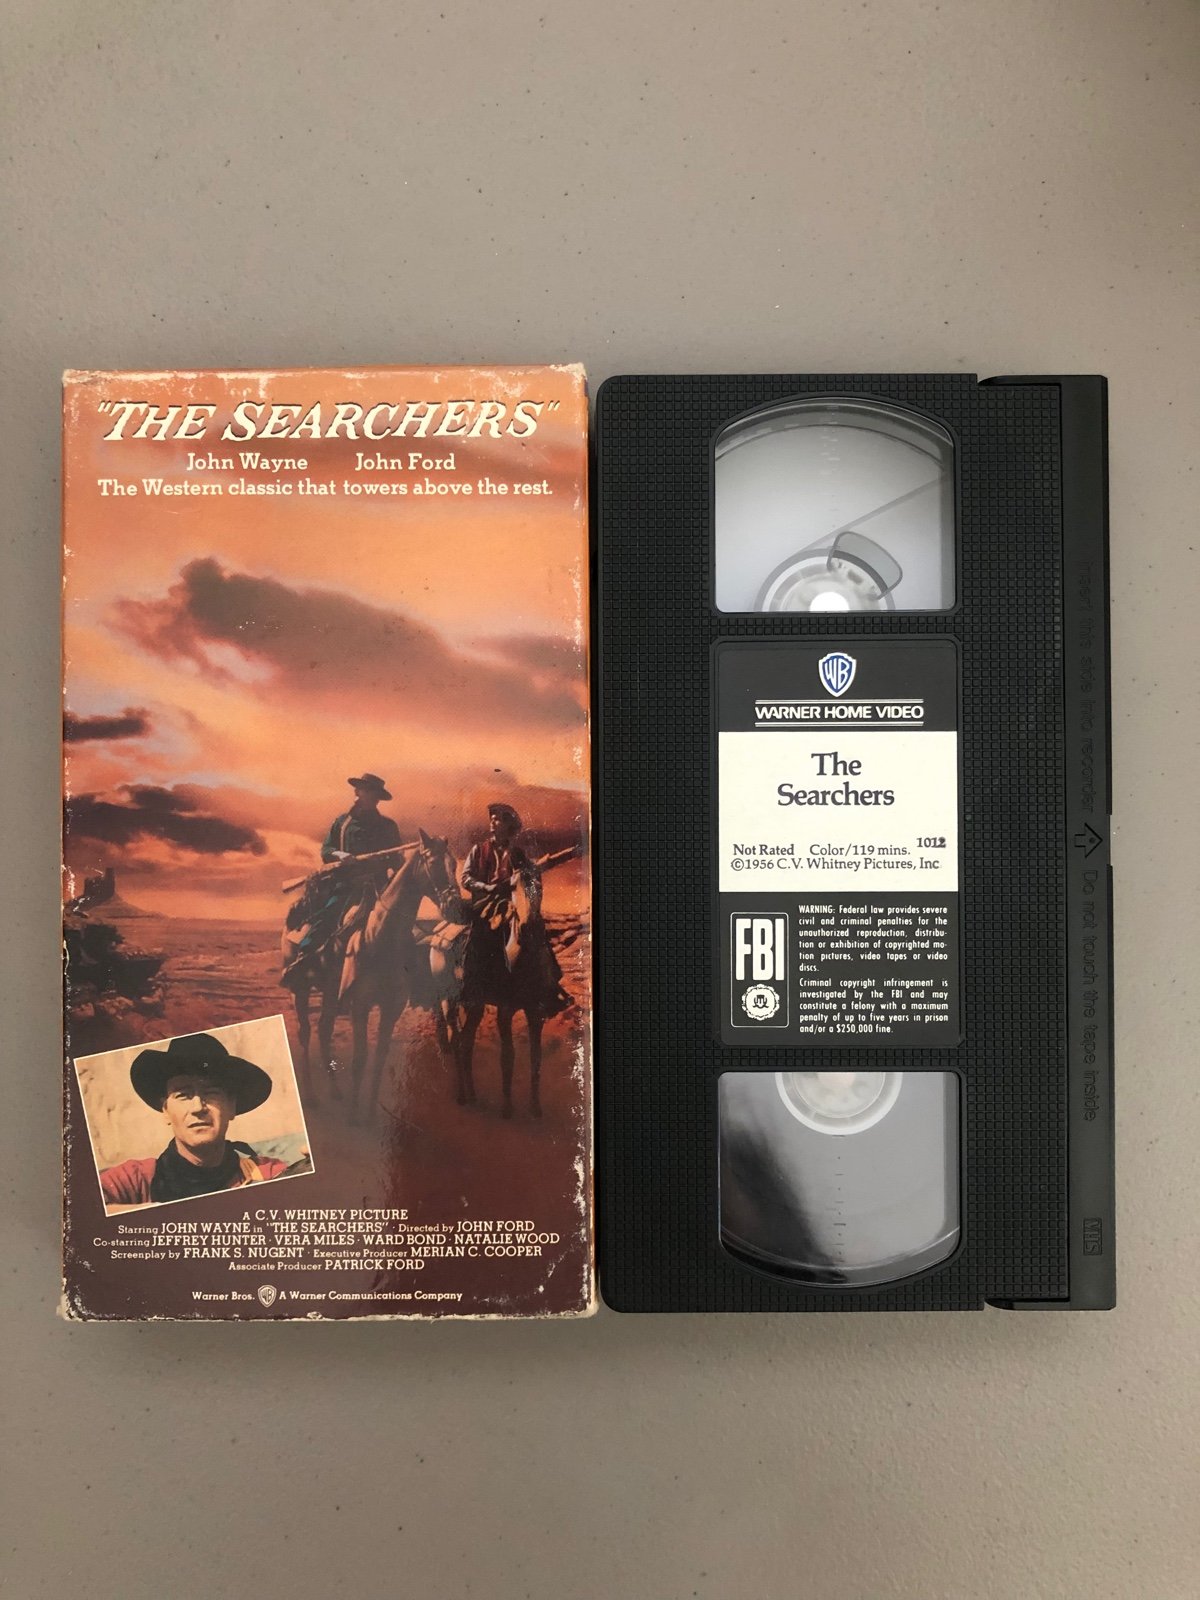 "THE SEARCHERS"
John Wayne John Ford
The Western classic that towers above the rest.
A C.V. WHITNEY PICTURE
Starring JOHN WAYNE in "THE SEARCHERS" · Directed by JOHN FORD
Co-starring JEFFREY HUNTER · VERA MILES · WARD BOND · NATALIE WOOD
Screenplay by FRANK S. NUGENT · Executive Producer MERIAN C. COOPER
Associate Producer PATRICK FORD
Warner Bros. WB A Warner Communications Company
WB
WARNER HOME VIDEO
The
Searchers
1012
Not Rated Color/119 mins.
©1956 C.V. Whitney Pictures, Inc
FBI
WARNING: Federal law provides severe
civil and criminal penalties for the
unauthorized reproduction, distribu-
tion or exhibition of copyrighted mo-
tion pictures, video tapes or video
discs.
Criminal copyright infringement is
investigated by the FBI and may
constitute a felony with a maximum
penalty of up to five years in prison
and/or a $250,000 fine.
Insert this side into recorder
Do not touch the tape inside
VHS